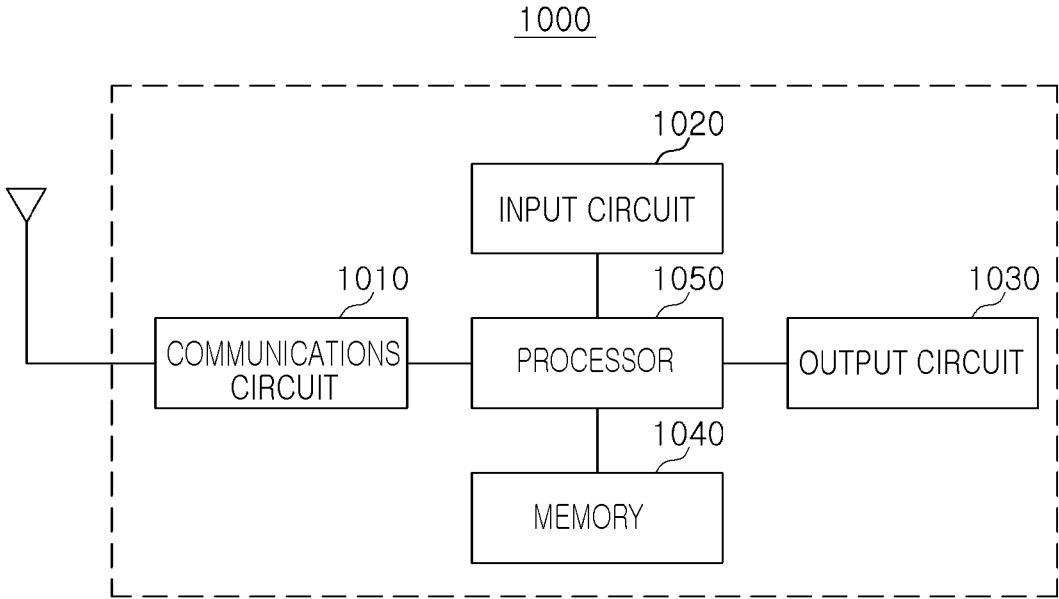 1000
1020
INPUT CIRCUIT
1010
COMMUNICATIONS
CIRCUIT
1050
PROCESSOR
1030
OUTPUT CIRCUIT
1040
MEMORY